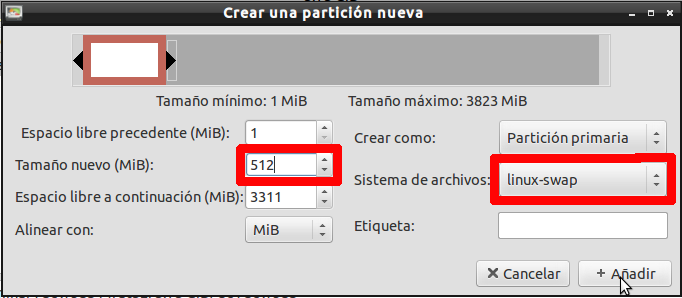 Crear una partición nueva
Tamaño mínimo: 1 MiB Tamaño máximo: 3823 MiB
Espacio libre precedente (MiB): 1 Crear como: Partición primaria
Tamaño nuevo (MiB): 512 Sistema de archivos: linux-swap
Espacio libre a continuación (MiB): 3311
Alinear con: MiB Etiqueta:
Cancelar Añadir